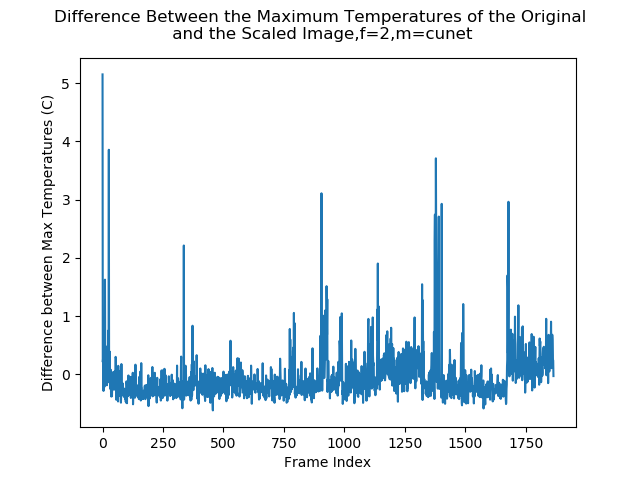 Difference Between the Maximum Temperatures of the Original
and the Scaled Image,f=2,m=cunet
Difference between Max Temperatures (C)
5
4
3
2
1
0
0 250 500 750 1000 1250 1500 1750
Frame Index